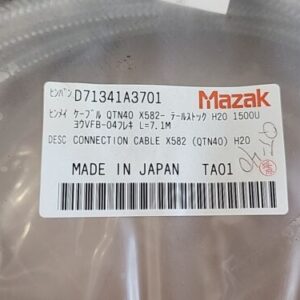 ヒンバン D71341A3701 Mazak
ヒンメイ ケーブル QTN40 X582- テールストック H20 1500U
ヨウVFB-04フレキ L=7.1M
DESC CONNECTION CABLE X582 (QTN40) H20
MADE IN JAPAN TA01